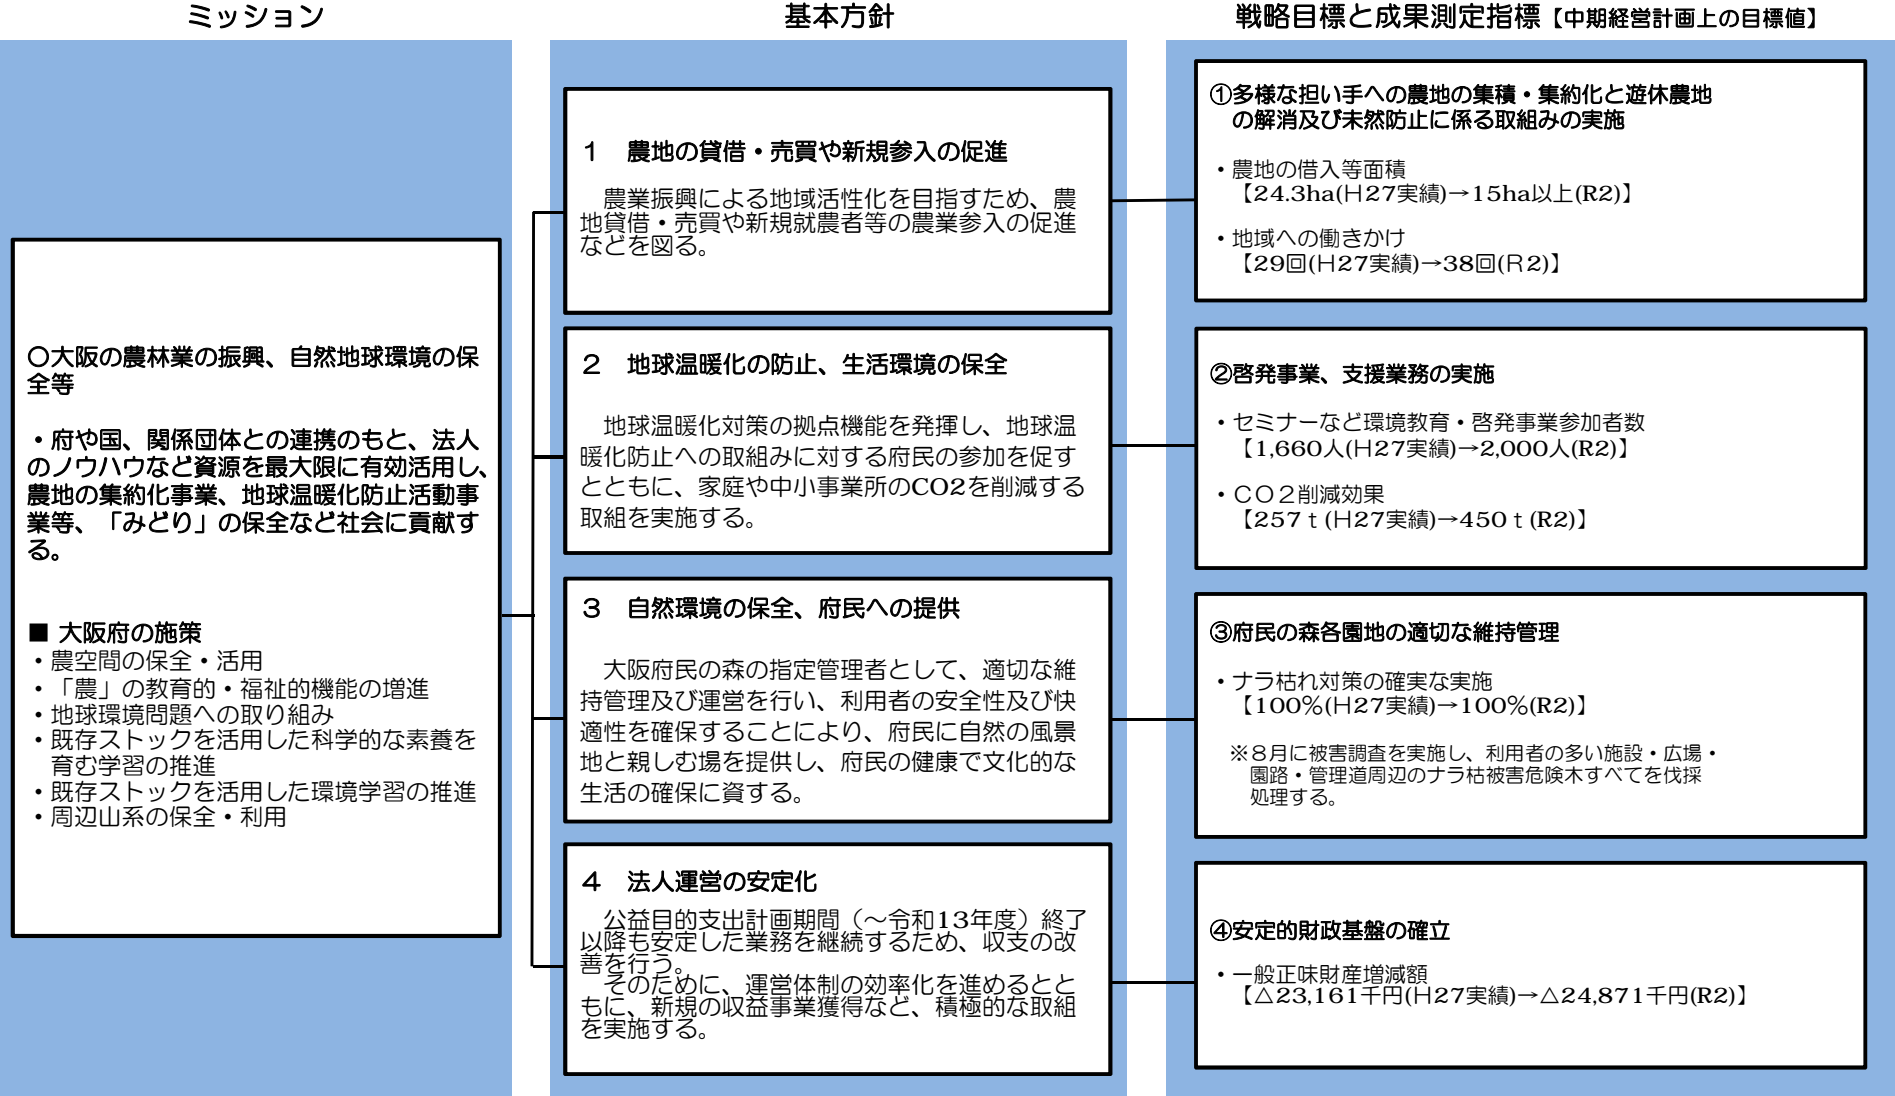 ミッション
基本方針
戦略目標と成果測定指標【中期経営計画上の目標値】
〇大阪の農林業の振興、自然地球環境の保
全等
・府や国、関係団体との連携のもと、法人
のノウハウなど資源を最大限に有効活用し、
農地の集約化事業、地球温暖化防止活動事
業等、「みどり」の保全など社会に貢献す
る。
■ 大阪府の施策
・農空間の保全・活用
・「農」の教育的・福祉的機能の増進
・地球環境問題への取り組み
・既存ストックを活用した科学的な素養を
育む学習の推進
・既存ストックを活用した環境学習の推進
・周辺山系の保全・利用
１　農地の貸借・売買や新規参入の促進
農業振興による地域活性化を目指すため、農
地貸借・売買や新規就農者等の農業参入の促進
などを図る。
２　地球温暖化の防止、生活環境の保全
地球温暖化対策の拠点機能を発揮し、地球温
暖化防止への取組みに対する府民の参加を促す
とともに、家庭や中小事業所のCO2を削減する
取組を実施する。
３　自然環境の保全、府民への提供
大阪府民の森の指定管理者として、適切な維
持管理及び運営を行い、利用者の安全性及び快
適性を確保することにより、府民に自然の風景
地と親しむ場を提供し、府民の健康で文化的な
生活の確保に資する。
４　法人運営の安定化
公益目的支出計画期間（～令和13年度）終了
以降も安定した業務を継続するため、収支の改
善を行う。
そのために、運営体制の効率化を進めるとと
もに、新規の収益事業獲得など、積極的な取組
を実施する。
①多様な担い手への農地の集積・集約化と遊休農地
の解消及び未然防止に係る取組みの実施
・農地の借入等面積
【24.3ha(H27実績)→15ha以上(R2)】
・地域への働きかけ
【29回(H27実績)→38回(R2)】
②啓発事業、支援業務の実施
・セミナーなど環境教育・啓発事業参加者数
【1,660人(H27実績)→2,000人(R2)】
・ＣＯ２削減効果
【257ｔ(H27実績)→450ｔ(R2)】
③府民の森各園地の適切な維持管理
・ナラ枯れ対策の確実な実施
【100％(H27実績)→100％(R2)】
※８月に被害調査を実施し、利用者の多い施設・広場・
園路・管理道周辺のナラ枯被害危険木すべてを伐採
処理する。
④安定的財政基盤の確立
・一般正味財産増減額
【△23,161千円(H27実績)→△24,871千円(R2)】